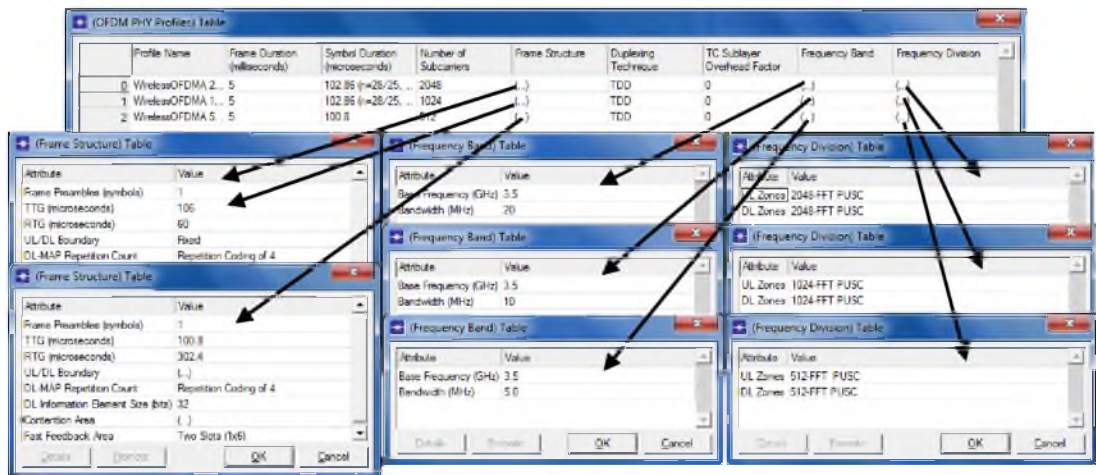 (OFDM PHY Profiles) Table
Profile Name Frame Duration (milliseconds) Symbol Duration (microseconds) Number of Subcarriers Frame Structure Duplexing Technique TC Sublayer Overhead Factor Frequency Band Frequency Division
0 WirelessOFDMA 2... 5 102.86 (n=28/25, ... 2048 (...) TDD 0 (...) (...)
1 WirelessOFDMA 1... 5 102.86 (n=28/25, ... 1024 (...) TDD 0 (...) (...)
2 WirelessOFDMA 5... 5 100.8 512 (...) TDD 0 (...) (...)
(Frame Structure) Table
Attribute Value
Frame Preambles (symbols) 1
TTG (microseconds) 106
RTG (microseconds) 60
UL/DL Boundary Fixed
DL-MAP Repetition Count Repetition Coding of 4
(Frame Structure) Table
Attribute Value
Frame Preambles (symbols) 1
TTG (microseconds) 100.8
RTG (microseconds) 302.4
UL/DL Boundary (...)
DL-MAP Repetition Count Repetition Coding of 4
DL Information Element Size (bits) 32
Contention Area (...)
Fast Feedback Area Two Slots (1x6)
Details Promote OK Cancel
(Frequency Band) Table
Attribute Value
Base Frequency (GHz) 3.5
Bandwidth (MHz) 20
(Frequency Band) Table
Attribute Value
Base Frequency (GHz) 3.5
Bandwidth (MHz) 10
(Frequency Band) Table
Attribute Value
Base Frequency (GHz) 3.5
Bandwidth (MHz) 5.0
Details Promote OK Cancel
(Frequency Division) Table
Attribute Value
UL Zones 2048-FFT PUSC
DL Zones 2048-FFT PUSC
(Frequency Division) Table
Attribute Value
UL Zones 1024-FFT PUSC
DL Zones 1024-FFT PUSC
(Frequency Division) Table
Attribute Value
UL Zones 512-FFT PUSC
DL Zones 512-FFT PUSC
Details Promote OK Cancel